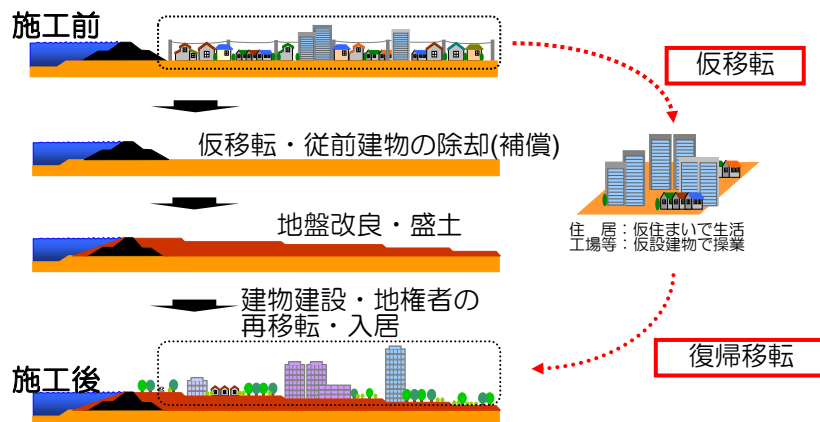 施工前
仮移転
仮移転・従前建物の除却(補償)
地盤改良・盛土
住　居：仮住まいで生活
工場等：仮設建物で操業
建物建設・地権者の
再移転・入居
復帰移転
施工後